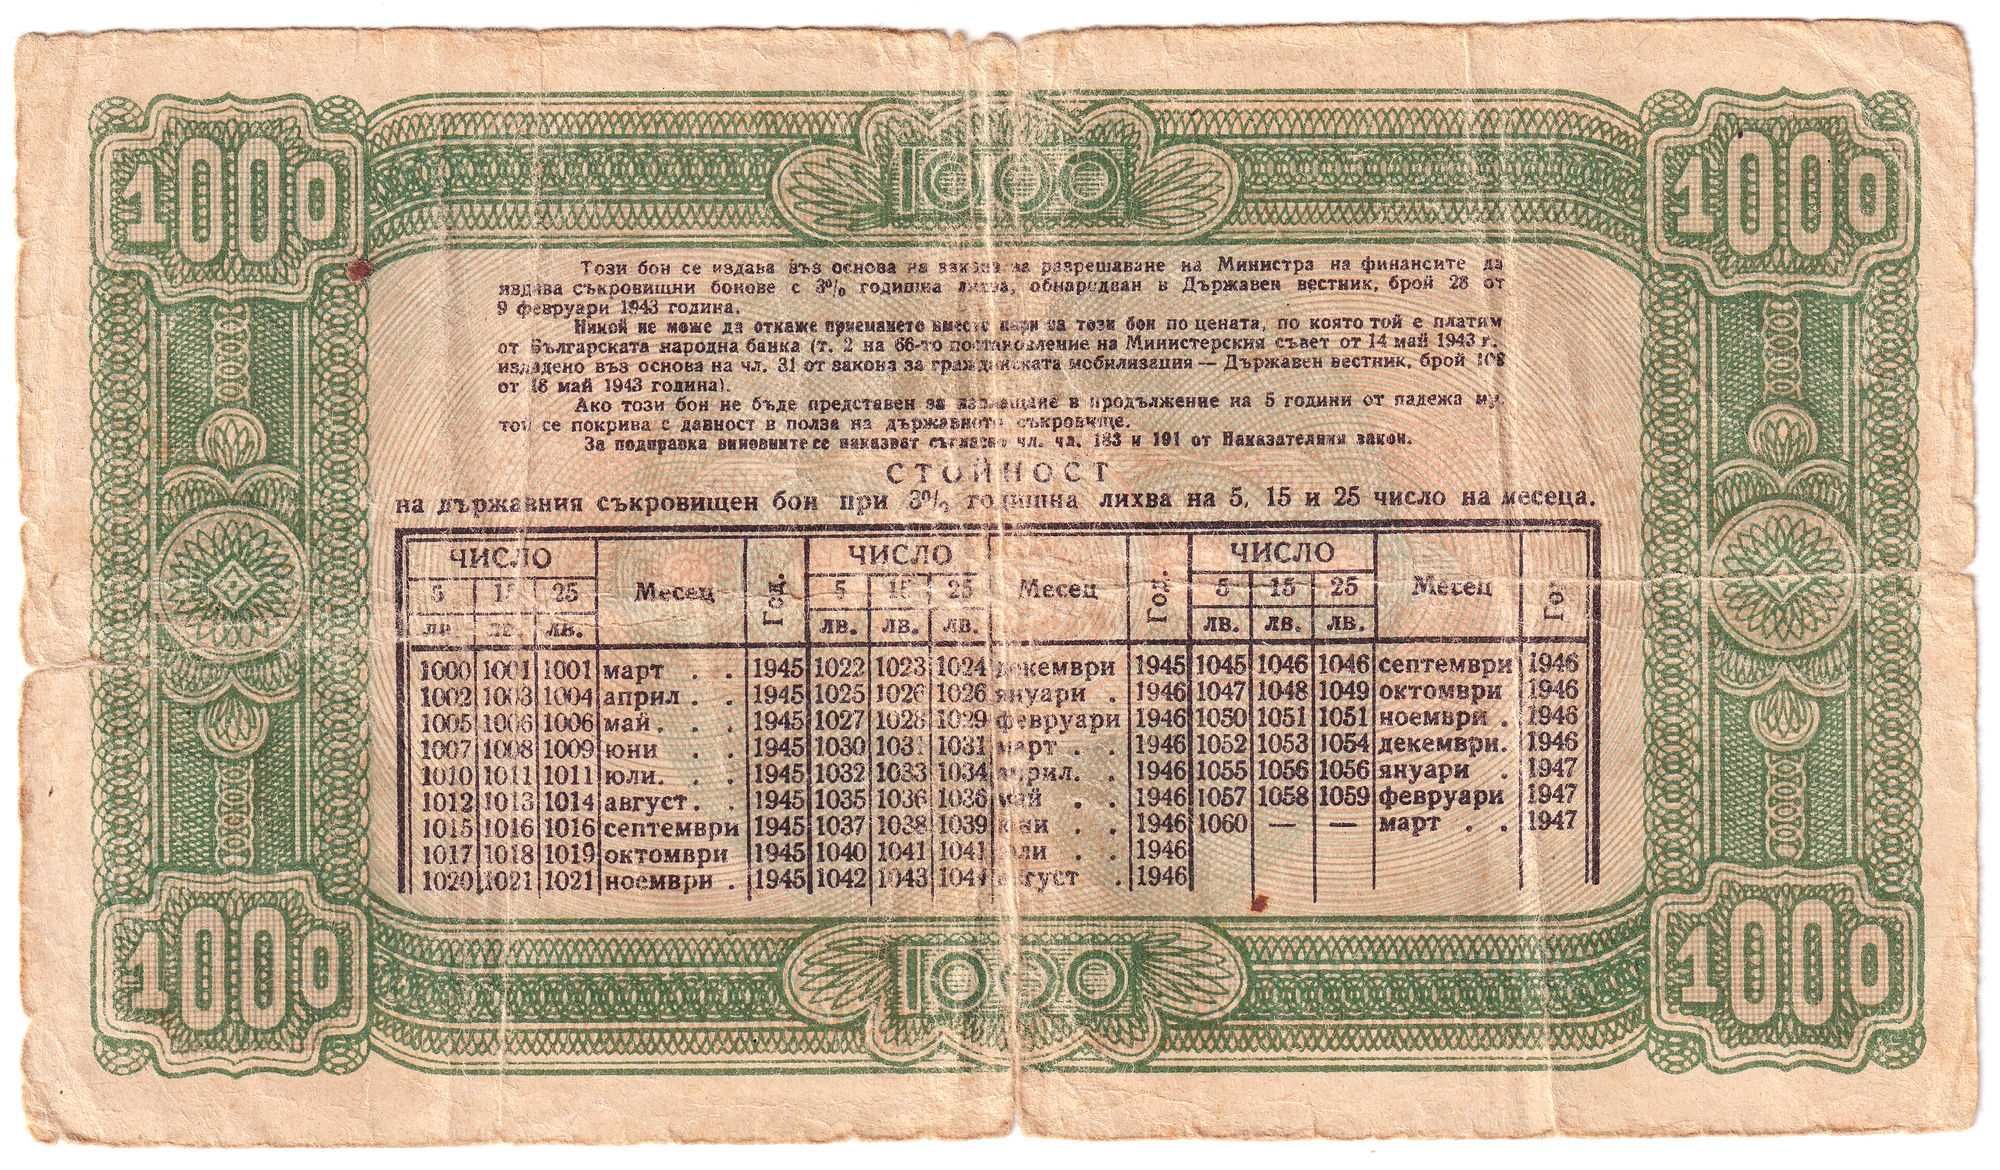 1000 1000 1000
Този бон се издава въз основа на закона за разрешаване на Министра на финансите да
издава съкровищни бонове с 3% годишна лихва, обнародван в Държавен вестник, брой 28 от
9 февруари 1943 година.
Никой не може да откаже приемането вместо пари на този бон по цената, по която той е платим
от Българската народна банка (т. 2 на 66-то постановление на Министерския съвет от 14 май 1943 г.
издадено въз основа на чл. 31 от закона за гражданската мобилизация — Държавен вестник, брой 108
от 18 май 1943 година).
Ако този бон не бъде представен за изплащане в продължение на 5 години от падежа му,
той се покрива с давност в полза на държавното съкровище.
За подправка виновните се наказват съгласно чл. чл. 183 и 191 от Наказателния закон.
СТОЙНОСТ
на държавния съкровищен бон при 3% годишна лихва на 5, 15 и 25 число на месеца.
ЧИСЛО Месец Год. ЧИСЛО Месец Год. ЧИСЛО Месец Год.
5 15 25 5 15 25 5 15 25
лв. лв. лв. лв. лв. лв. лв. лв. лв.
1000 1001 1001 март . . 1945 1022 1023 1024 декември 1945 1045 1046 1046 септември 1946
1002 1003 1004 април . . 1945 1025 1026 1026 януари . 1946 1047 1048 1049 октомври 1946
1005 1006 1006 май . . . 1945 1027 1028 1029 февруари 1946 1050 1051 1051 ноември . 1946
1007 1008 1009 юни . . 1945 1030 1031 1031 март . . 1946 1052 1053 1054 декември. 1946
1010 1011 1011 юли. . . 1945 1032 1033 1034 април. . 1946 1055 1056 1056 януари . 1947
1012 1013 1014 август. . 1945 1035 1036 1036 май . . 1946 1057 1058 1059 февруари 1947
1015 1016 1016 септември 1945 1037 1038 1039 юни . . 1946 1060 — — март . . 1947
1017 1018 1019 октомври 1945 1040 1041 1041 юли . . 1946
1020 1021 1021 ноември . 1945 1042 1043 1044 август . 1946
1000 1000 1000